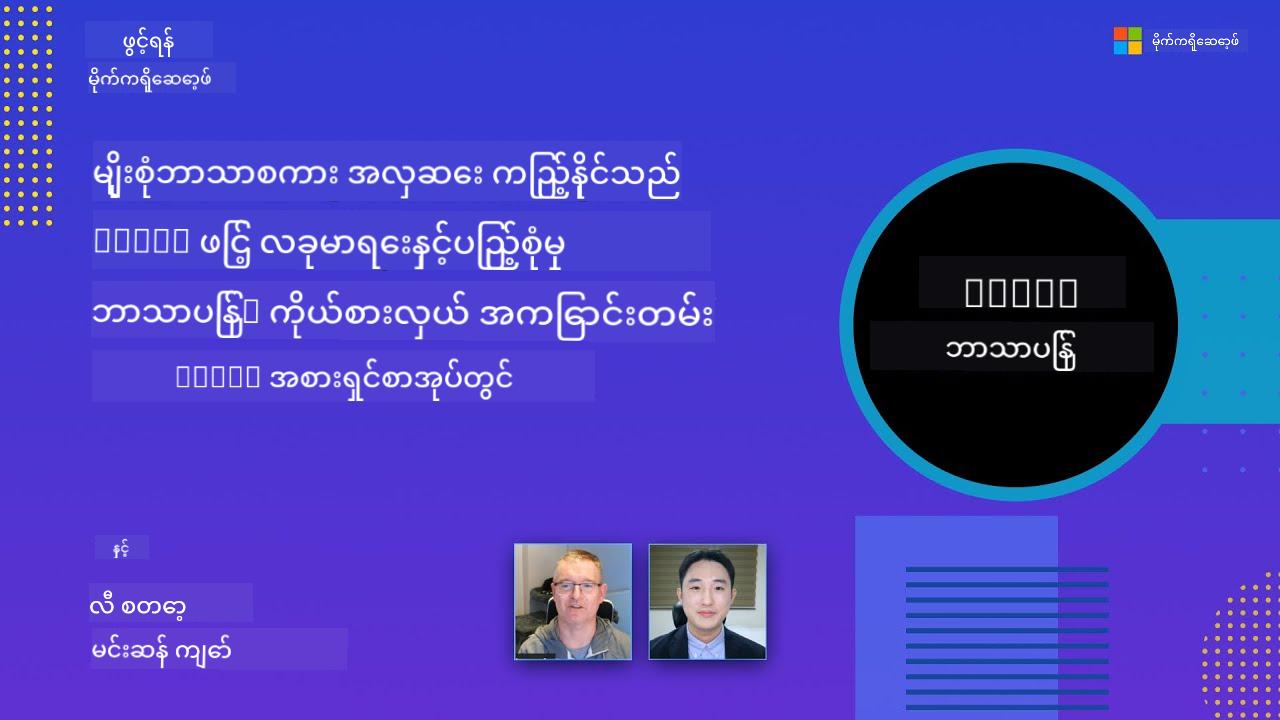 ဖွင့်ရန်
မိုက်ကရိုဆော့ဖ်
မိုက်ကရိုဆော့ဖ်
မျိုးစုံဘာသာစကား အလှဆေး ကြည့်နိုင်သည်
ဖြင့် လခုမာရေးနှင့်ပြည့်စုံမှု
ဘာသာပြန် ကိုယ်စားလှယ် အကြောင်းတမ်း
အစားရှင်စာအုပ်တွင်
ဘာသာပြန်
နှင့်
လီ စတော့
မင်းဆန် ကျော်